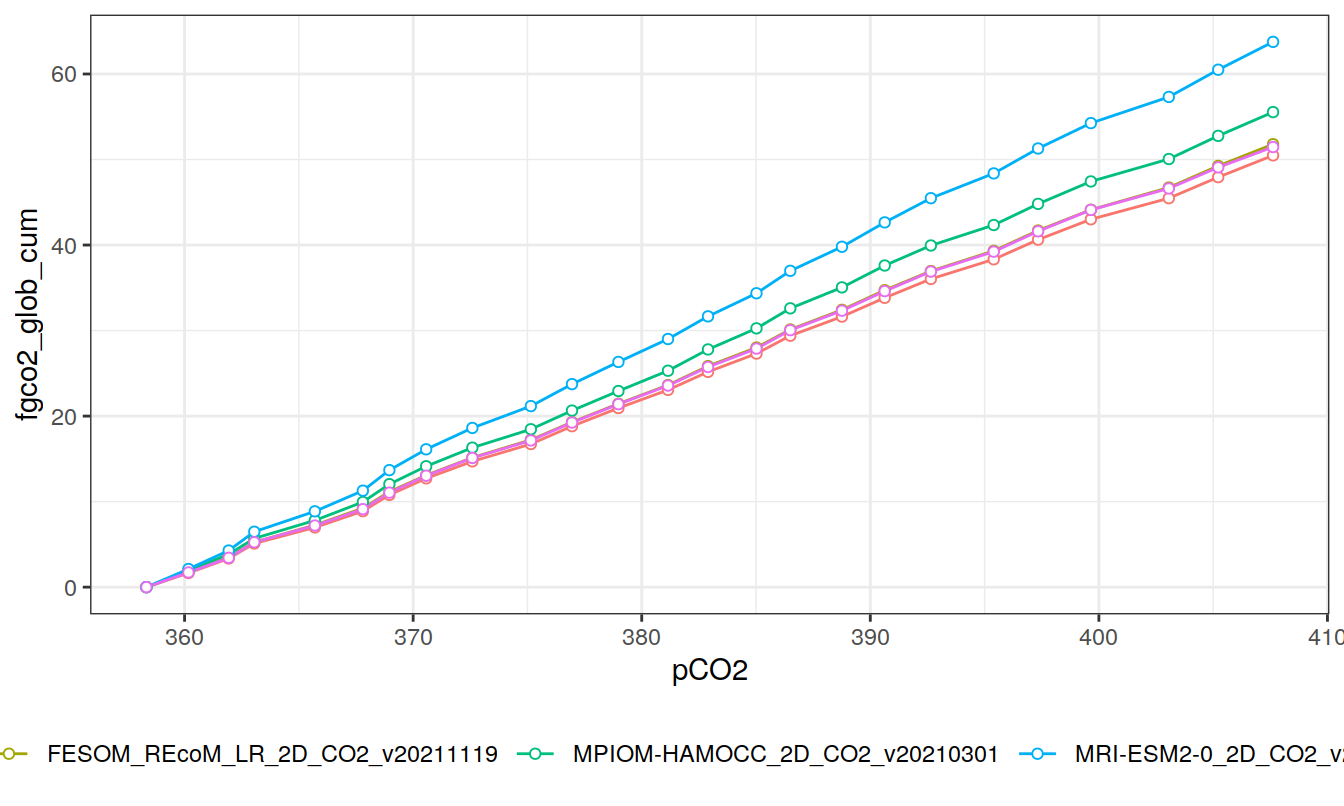 60
40
20
0
fgco2_glob_cum
360 370 380 390 400 410
pCO2
FESOM_REcoM_LR_2D_CO2_v20211119 MPIOM-HAMOCC_2D_CO2_v20210301 MRI-ESM2-0_2D_CO2_v